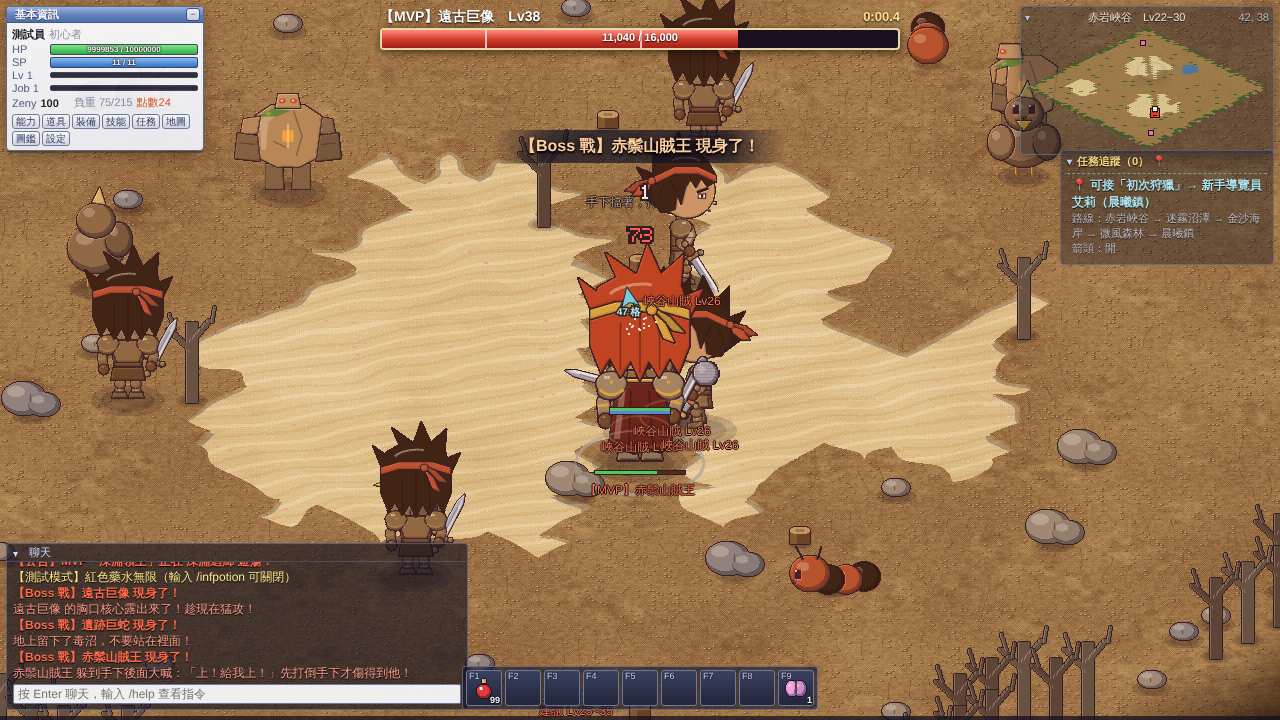 基本資訊
測試員 初心者
HP 9999853 / 10000000
SP 11 / 11
Lv 1
Job 1
Zeny 100 負重 75/215 點數24
能力 道具 裝備 技能 任務 地圖
圖鑑 設定
【MVP】遠古巨像 Lv38 0:00.4
11,040 / 16,000
【Boss 戰】赤鬃山賊王 現身了！
赤岩峽谷 Lv22~30 42, 38
任務追蹤（0）
可接「初次狩獵」→ 新手導覽員
艾莉（晨曦鎮）
路線：赤岩峽谷 → 迷霧沼澤 → 金沙海
岸 → 微風森林 → 晨曦鎮
箭頭：開
手下擋著
1
73
峽谷山賊 Lv26
47 格
峽谷山賊 Lv26
峽谷山賊 Lv26
峽谷山賊 Lv26
【MVP】赤鬃山賊王
聊天
【測試模式】紅色藥水無限（輸入 /infpotion 可關閉）
【Boss 戰】遠古巨像 現身了！
遠古巨像 的胸口核心露出來了！趁現在猛攻！
【Boss 戰】遺跡巨蛇 現身了！
地上留下了毒沼，不要站在裡面！
【Boss 戰】赤鬃山賊王 現身了！
赤鬃山賊王 躲到手下後面大喊：「上！給我上！」先打倒手下才傷得到他！
按 Enter 聊天，輸入 /help 查看指令
F1 F2 F3 F4 F5 F6 F7 F8 F9
99 1